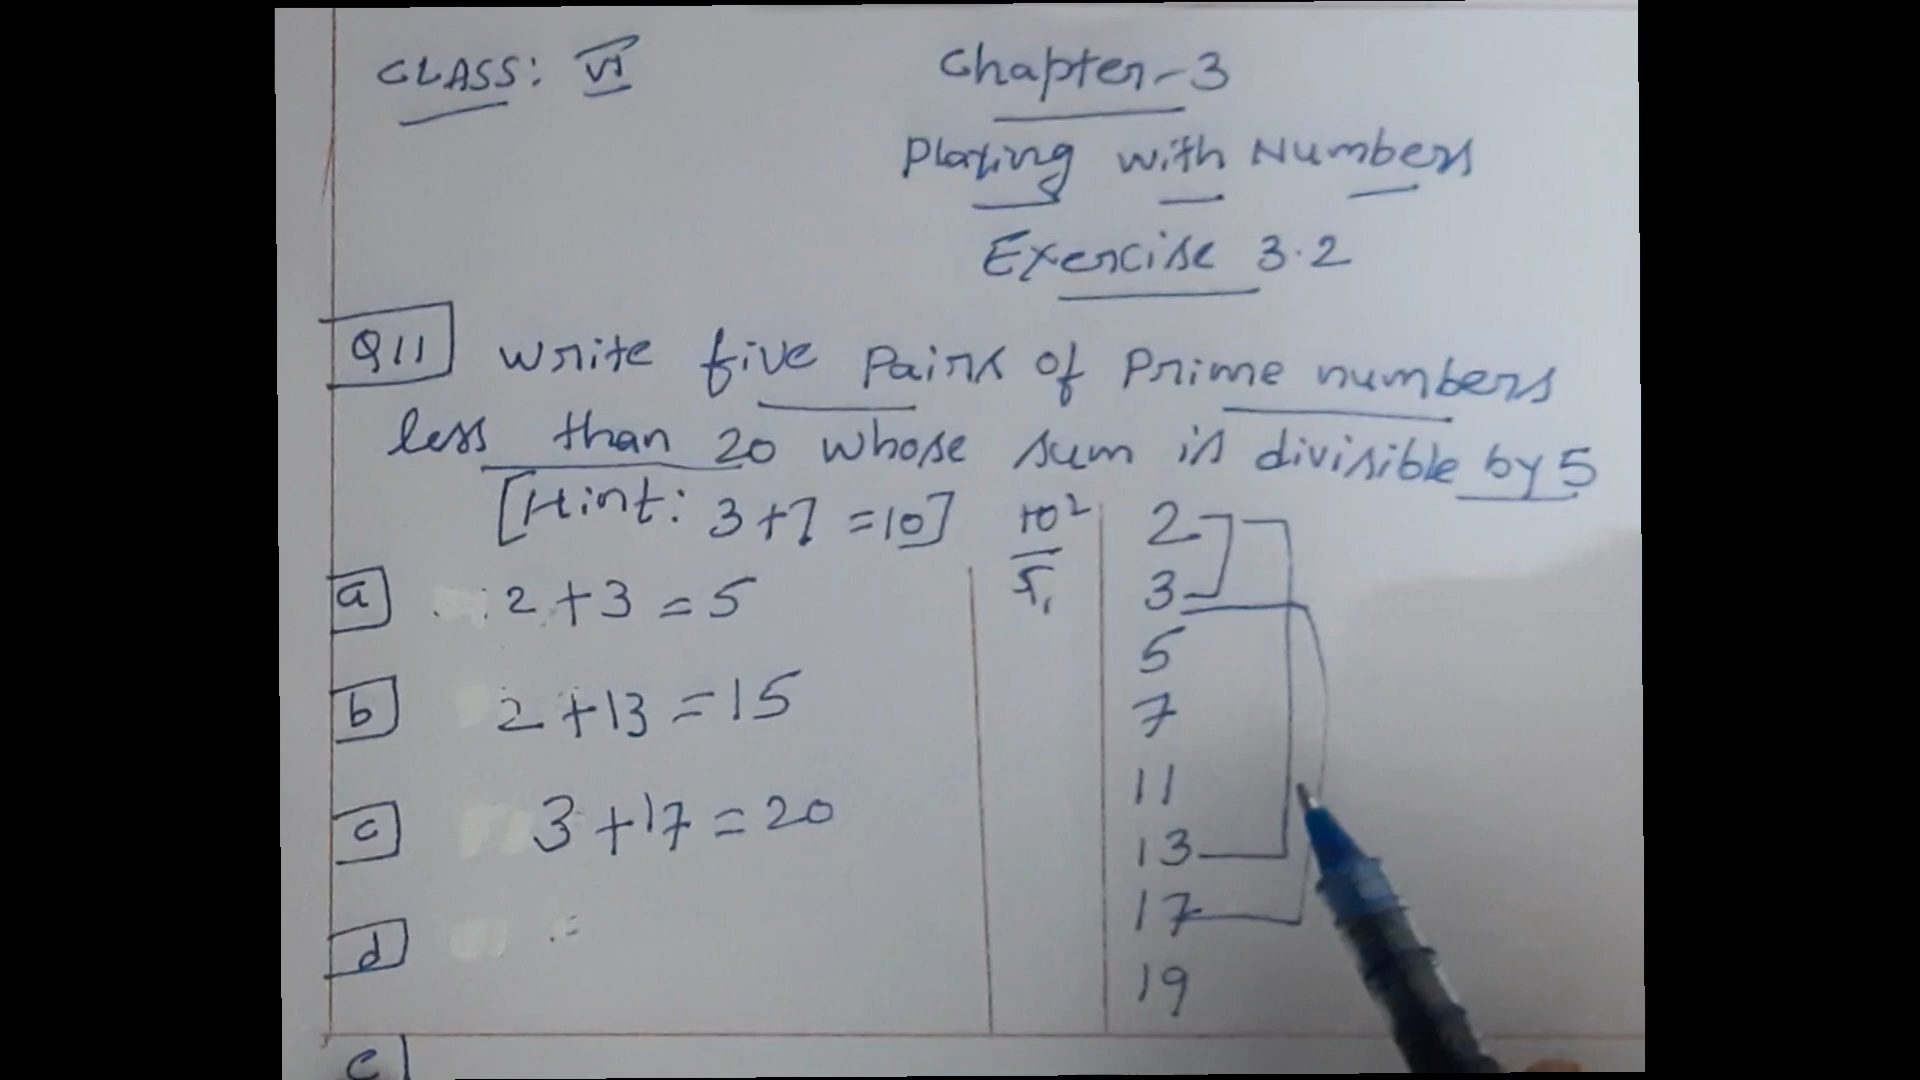 CLASS: VI
Chapter-3
Playing with Numbers
Exercise 3.2
Q11 Write five Pairs of Prime numbers
less than 20 whose sum is divisible by 5
[Hint: 3+7 =10]
10 2
5 1
a 2+3=5
b 2+13=15
c 3+17=20
d
e
2
3
5
7
11
13
17
19